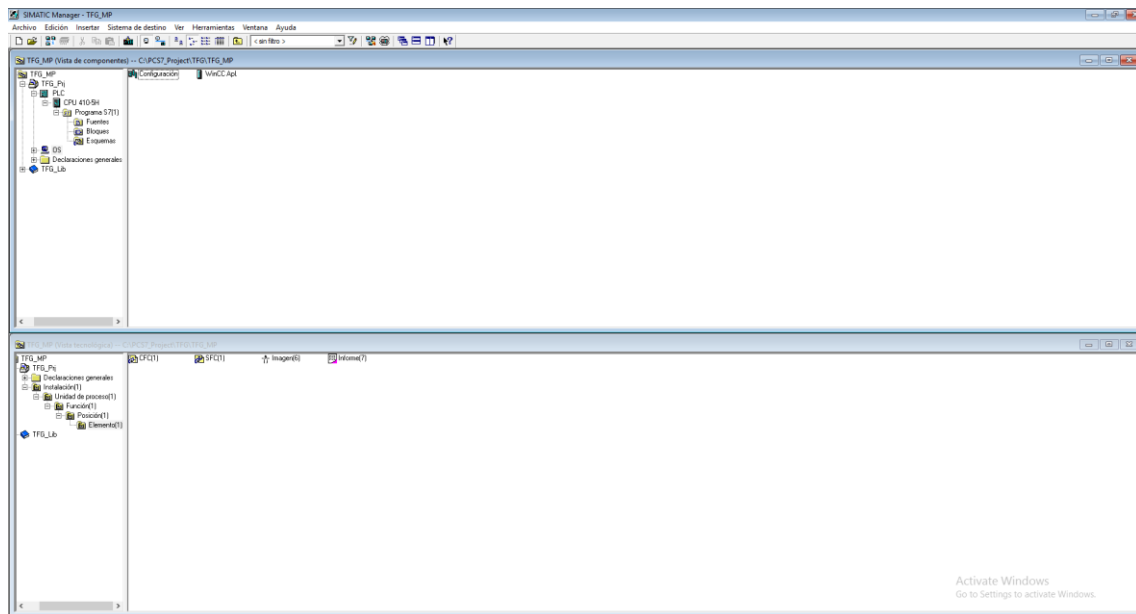 SIMATIC Manager - TFG_MP
Archivo Edición Insertar Sistema de destino Ver Herramientas Ventana Ayuda
< sin filtro >
TFG_MP (Vista de componentes) -- C:\PCS7_Project\TFG\TFG_MP
TFG_MP
TFG_Prj
PLC
CPU 410-5H
Programa S7(1)
Fuentes
Bloques
Esquemas
OS
Declaraciones generales
TFG_Lib
Configuración WinCC Apl.
TFG_MP (Vista tecnológica) -- C:\PCS7_Project\TFG\TFG_MP
TFG_MP
TFG_Prj
Declaraciones generales
Instalación(1)
Unidad de proceso(1)
Función(1)
Posición(1)
Elemento(1)
TFG_Lib
CFC(1) SFC(1) Imagen(6) Informe(7)
Activate Windows
Go to Settings to activate Windows.